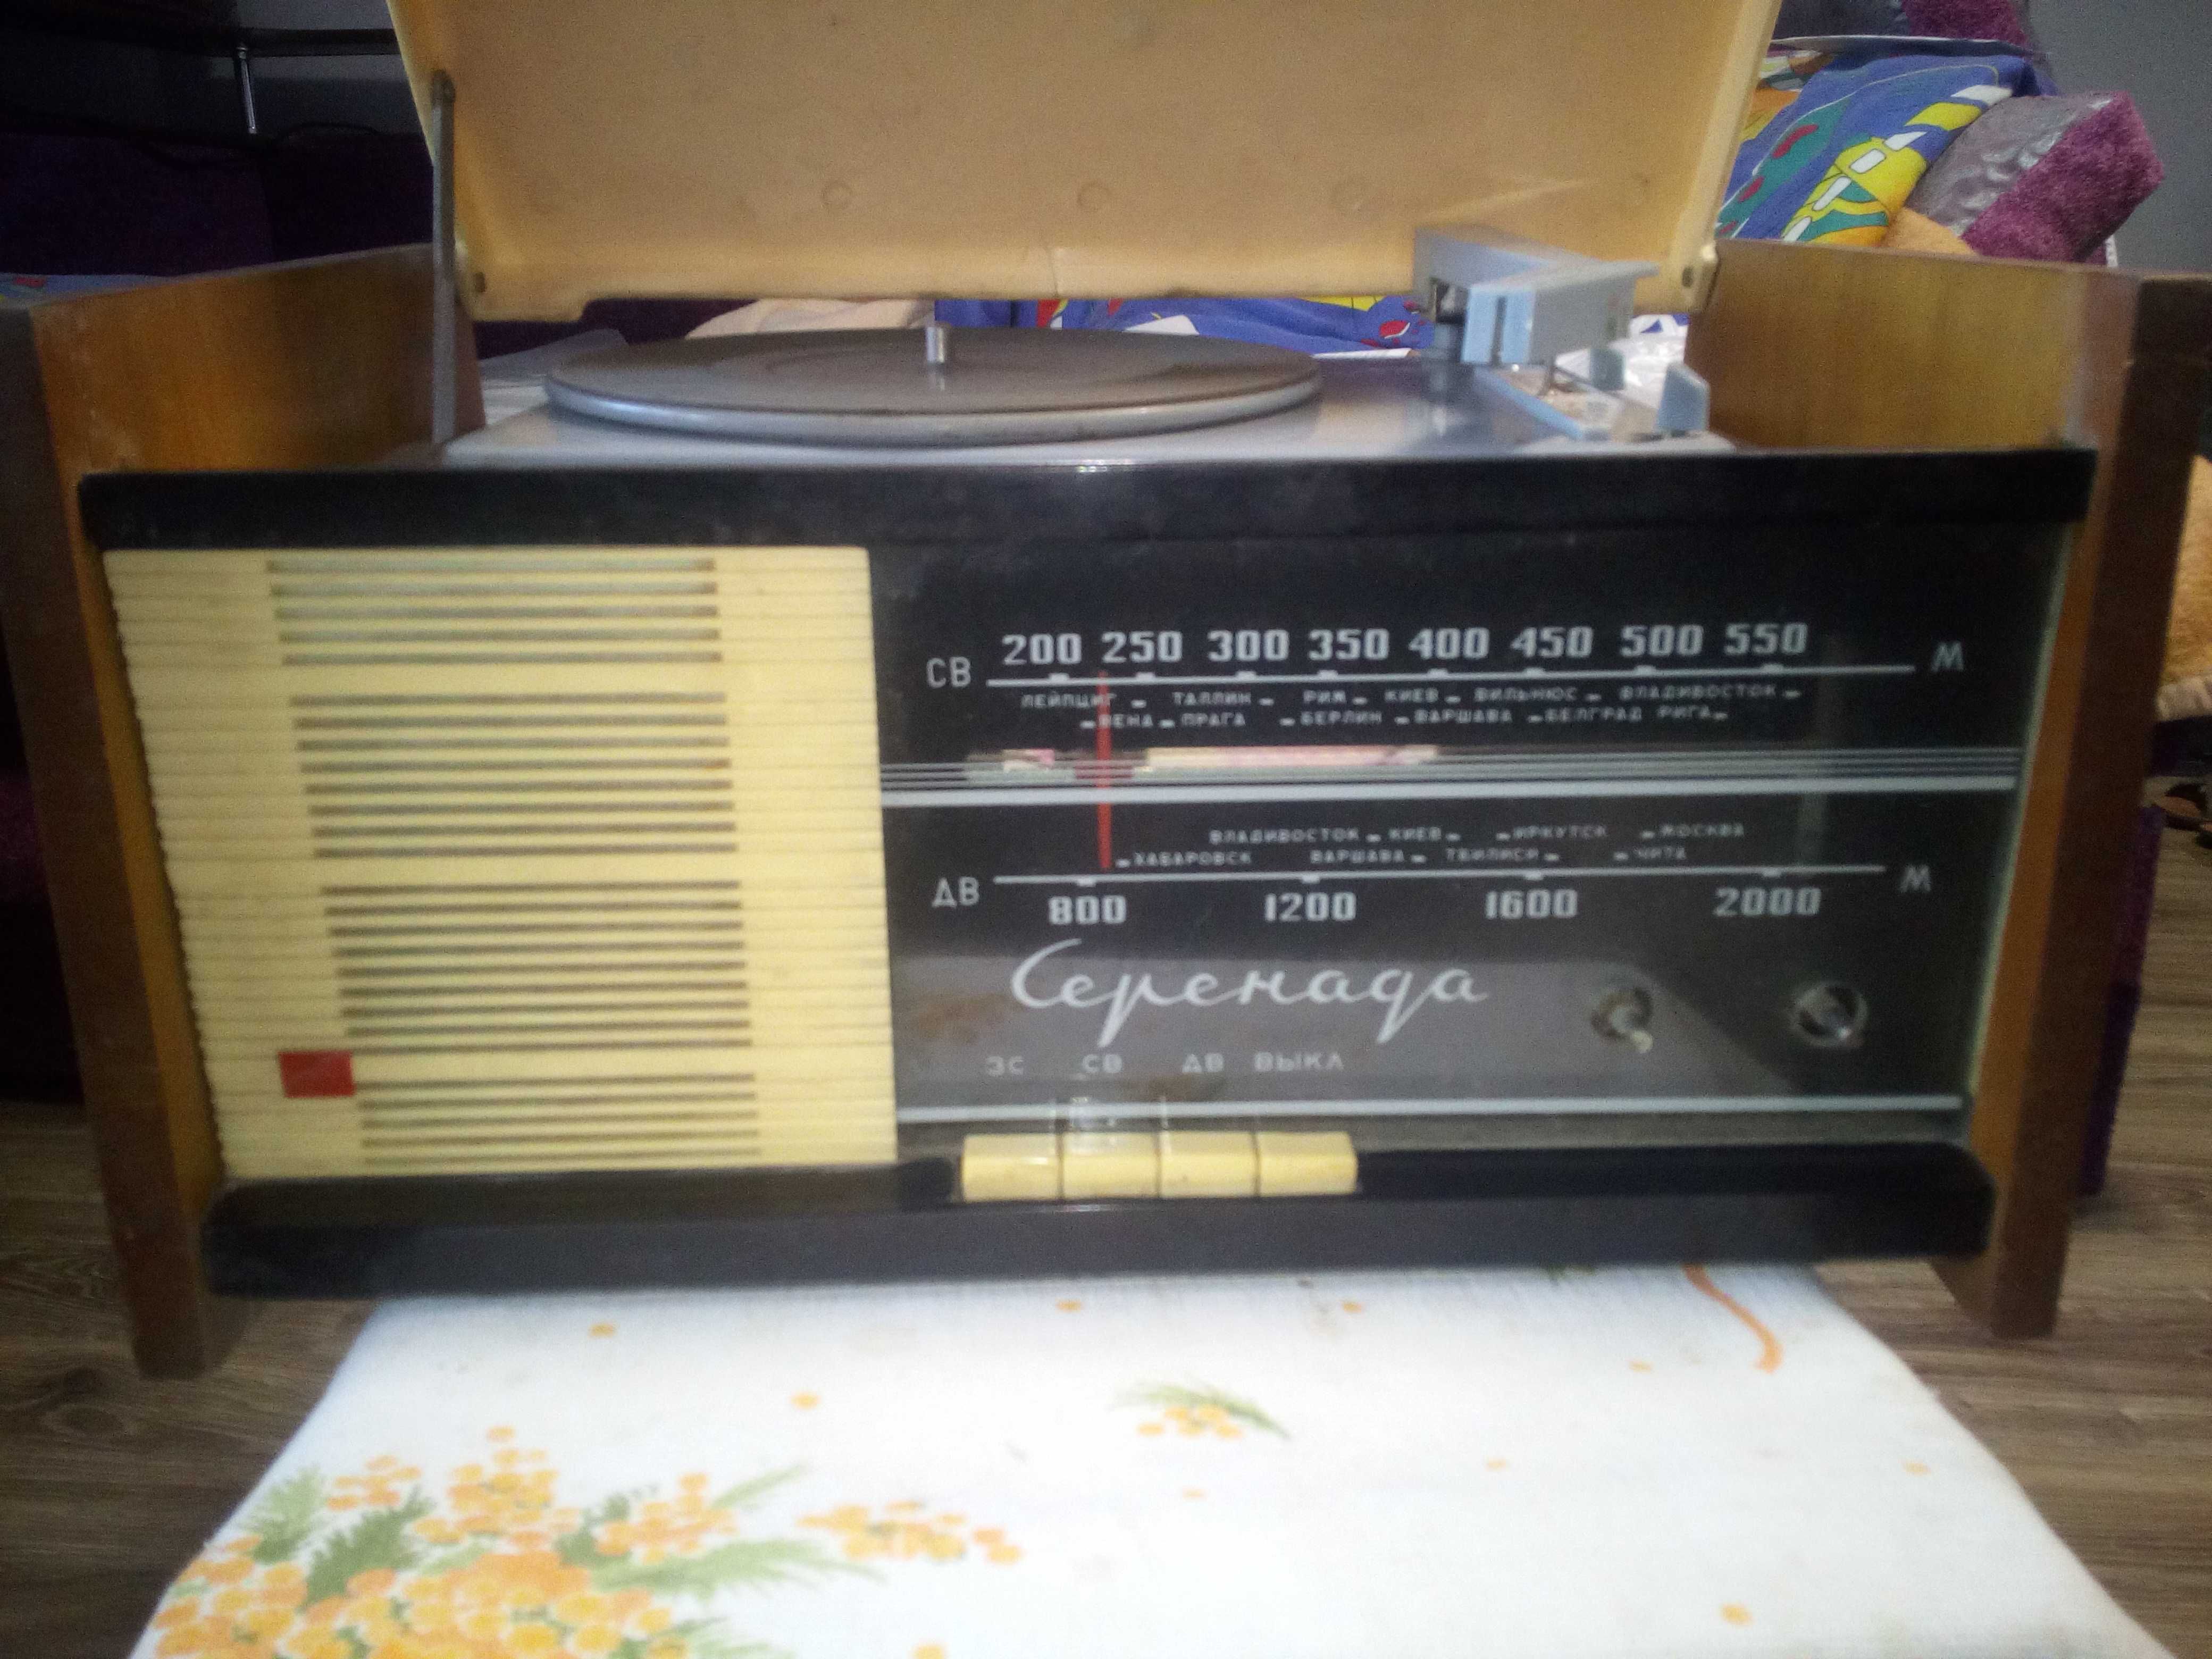 200 250 300 350 400 450 500 550
СВ М
ЛЕЙПЦИГ ТАЛЛИН РИМ КИЕВ ВИЛЬНЮС ВЛАДИВОСТОК
ВЕНА ПРАГА БЕРЛИН ВАРШАВА БЕЛГРАД РИГА
ВЛАДИВОСТОК КИЕВ ИРКУТСК МОСКВА
ХАБАРОВСК ВАРШАВА ТБИЛИСИ ЧИТА
ДВ М
800 1200 1600 2000
Серенада
ЗС СВ ДВ ВЫКЛ